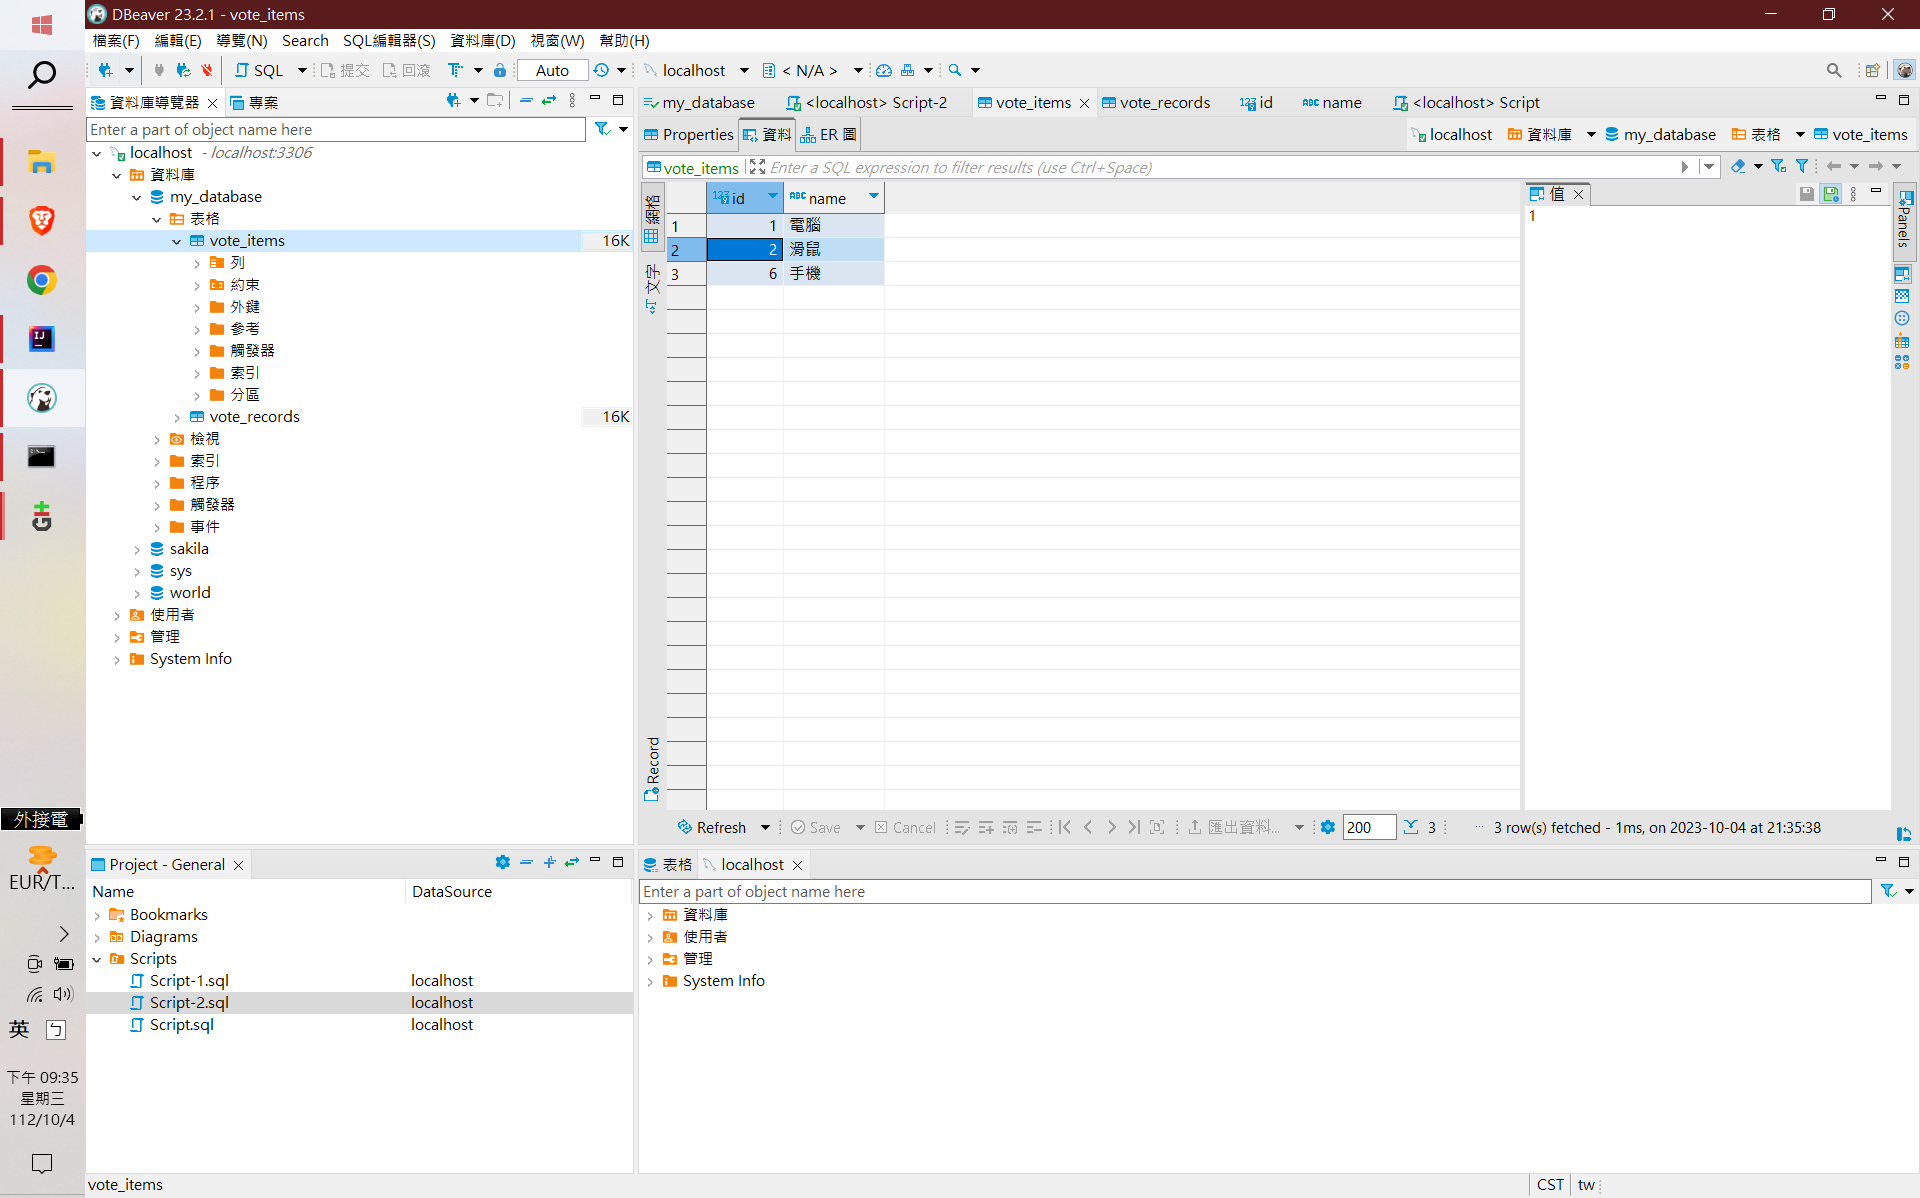 DBeaver 23.2.1 - vote_items
檔案(F) 編輯(E) 導覽(N) Search SQL編輯器(S) 資料庫(D) 視窗(W) 幫助(H)
SQL 提交 回滾 Auto localhost < N/A >
資料庫導覽器 專案
Enter a part of object name here
localhost - localhost:3306
資料庫
my_database
表格
vote_items 16K
列
約束
外鍵
參考
觸發器
索引
分區
vote_records 16K
檢視
索引
程序
觸發器
事件
sakila
sys
world
使用者
管理
System Info
my_database <localhost> Script-2 vote_items vote_records 123 id ABC name <localhost> Script
Properties 資料 ER 圖 localhost 資料庫 my_database 表格 vote_items
vote_items Enter a SQL expression to filter results (use Ctrl+Space)
網格
文字
Record
123 id ABC name
1 1 電腦
2 2 滑鼠
3 6 手機
值
1
Panels
Refresh Save Cancel 匯出資料... 200 3 3 row(s) fetched - 1ms, on 2023-10-04 at 21:35:38
Project - General
Name DataSource
Bookmarks
Diagrams
Scripts
Script-1.sql localhost
Script-2.sql localhost
Script.sql localhost
表格 localhost
Enter a part of object name here
資料庫
使用者
管理
System Info
外接電
EUR/T...
英 ㄅ
下午 09:35
星期三
112/10/4
vote_items CST tw